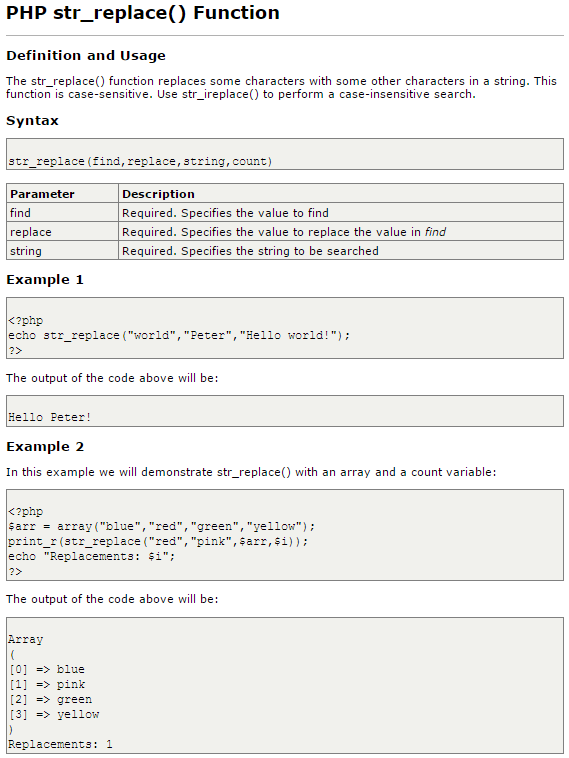 PHP str_replace() Function
Definition and Usage
The str_replace() function replaces some characters with some other characters in a string. This
function is case-sensitive. Use str_ireplace() to perform a case-insensitive search.
Syntax
str_replace(find,replace,string,count)
Parameter Description
find Required. Specifies the value to find
replace Required. Specifies the value to replace the value in find
string Required. Specifies the string to be searched
Example 1
<?php
echo str_replace("world","Peter","Hello world!");
?>
The output of the code above will be:
Hello Peter!
Example 2
In this example we will demonstrate str_replace() with an array and a count variable:
<?php
$arr = array("blue","red","green","yellow");
print_r(str_replace("red","pink",$arr,$i));
echo "Replacements: $i";
?>
The output of the code above will be:
Array
(
[0] => blue
[1] => pink
[2] => green
[3] => yellow
)
Replacements: 1